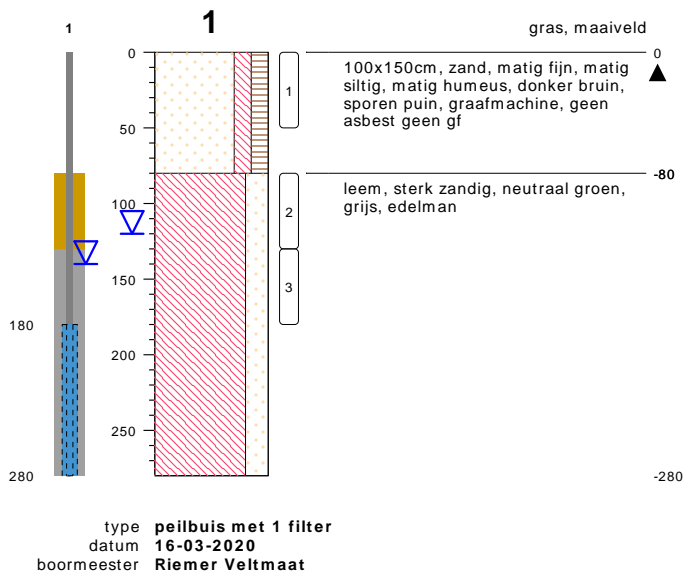 1
1
gras, maaiveld
0
0
100x150cm, zand, matig fijn, matig
siltig, matig humeus, donker bruin,
sporen puin, graafmachine, geen
asbest geen gf
1
50
-80
leem, sterk zandig, neutraal groen,
grijs, edelman
100
2
150
3
180
200
250
280
-280
type peilbuis met 1 filter
datum 16-03-2020
boormeester Riemer Veltmaat